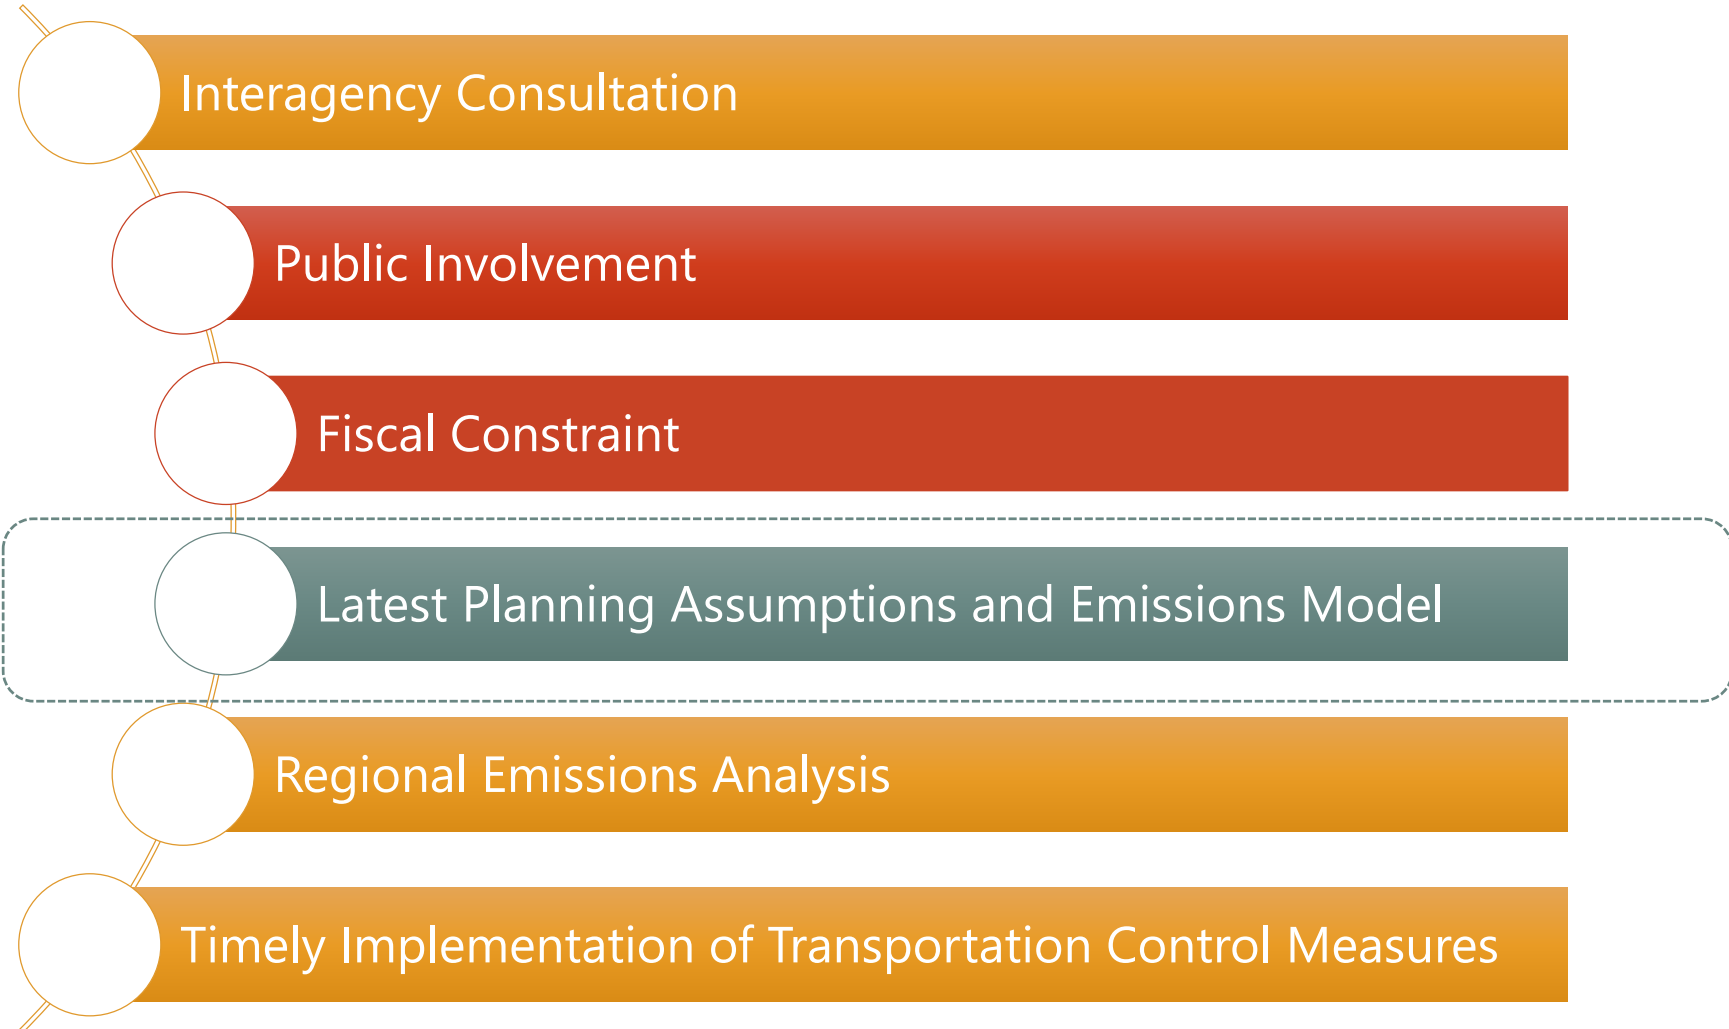 Interagency Consultation
Public Involvement
Fiscal Constraint
Latest Planning Assumptions and Emissions Model
Regional Emissions Analysis
Timely Implementation of Transportation Control Measures